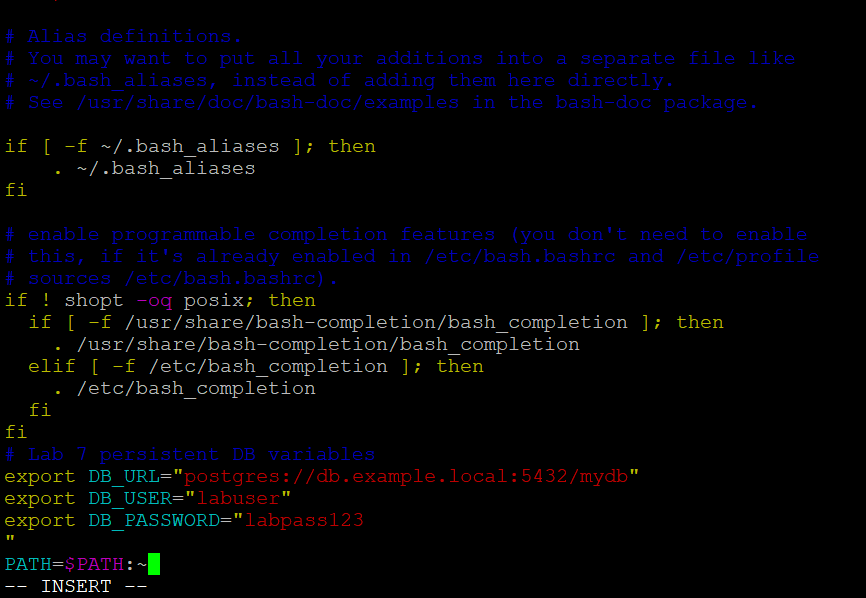 # Alias definitions.
# You may want to put all your additions into a separate file like
# ~/.bash_aliases, instead of adding them here directly.
# See /usr/share/doc/bash-doc/examples in the bash-doc package.
if [ -f ~/.bash_aliases ]; then
    . ~/.bash_aliases
fi
# enable programmable completion features (you don't need to enable
# this, if it's already enabled in /etc/bash.bashrc and /etc/profile
# sources /etc/bash.bashrc).
if ! shopt -oq posix; then
  if [ -f /usr/share/bash-completion/bash_completion ]; then
    . /usr/share/bash-completion/bash_completion
  elif [ -f /etc/bash_completion ]; then
    . /etc/bash_completion
  fi
fi
# Lab 7 persistent DB variables
export DB_URL="postgres://db.example.local:5432/mydb"
export DB_USER="labuser"
export DB_PASSWORD="labpass123
"
PATH=$PATH:~
-- INSERT --